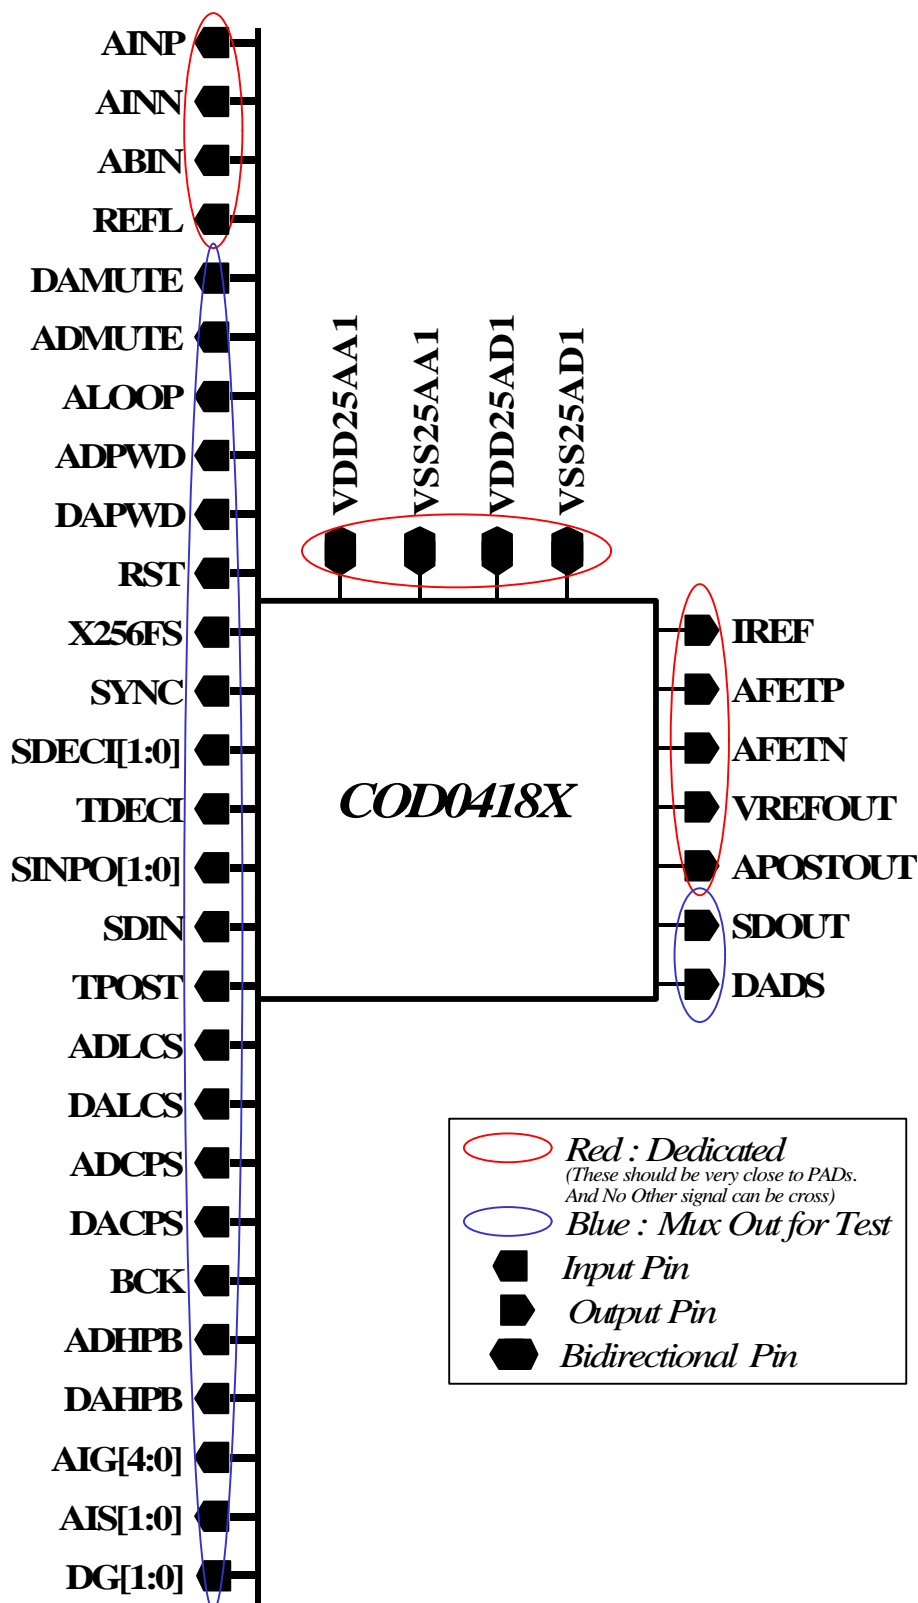 AINP
AINN
ABIN
REFL
DAMUTE
ADMUTE
ALOOP
ADPWD
DAPWD
RST
X256FS
SYNC
SDECI[1:0]
TDECI
SINPO[1:0]
SDIN
TPOST
ADLCS
DALCS
ADCPS
DACPS
BCK
ADHPB
DAHPB
AIG[4:0]
AIS[1:0]
DG[1:0]
VDD25AA1
VSS25AA1
VDD25AD1
VSS25AD1
COD0418X
IREF
AFETP
AFETN
VREFOUT
APOSTOUT
SDOUT
DADS
Red : Dedicated
(These should be very close to PADs.
And No Other signal can be cross)
Blue : Mux Out for Test
Input Pin
Output Pin
Bidirectional Pin